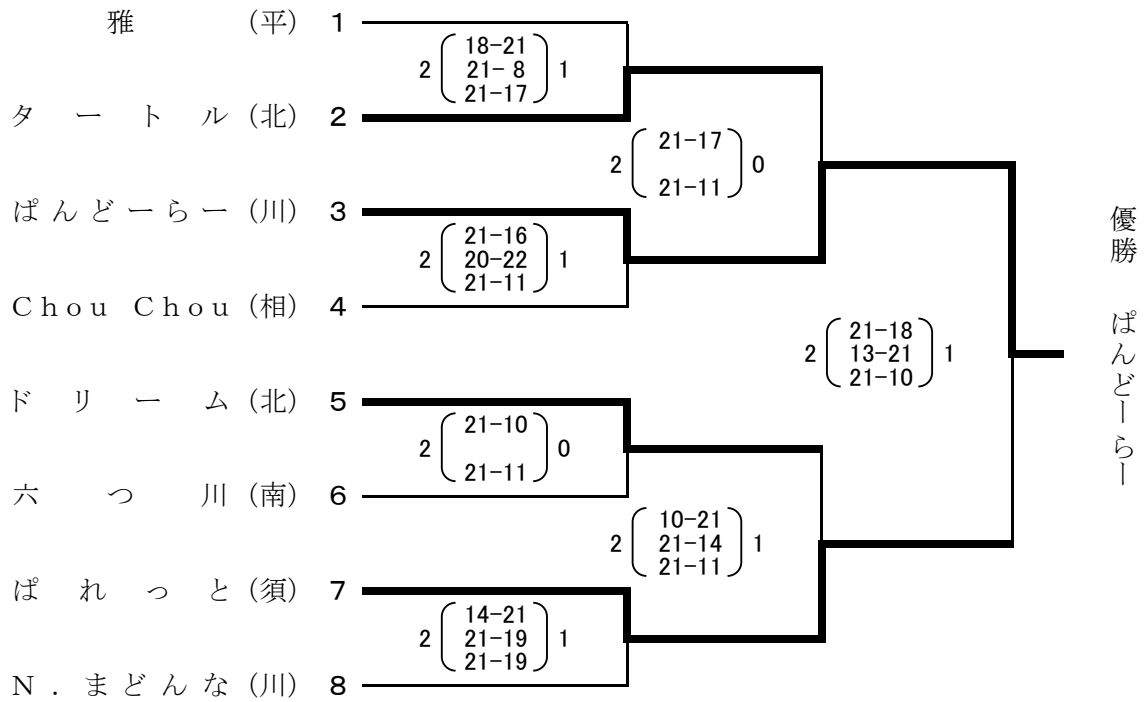 雅 (平) 1
18-21
2 21- 8 1
21-17
タートル (北) 2
21-17
2 0
21-11
ぱんどーらー (川) 3
21-16
2 20-22 1
21-11
Chou Chou (相) 4
21-18
2 13-21 1
21-10
優勝 ぱんどーらー
ドリーム (北) 5
21-10
2 0
21-11
六つ川 (南) 6
10-21
2 21-14 1
21-11
ぱれっと (須) 7
14-21
2 21-19 1
21-19
N.まどんな (川) 8